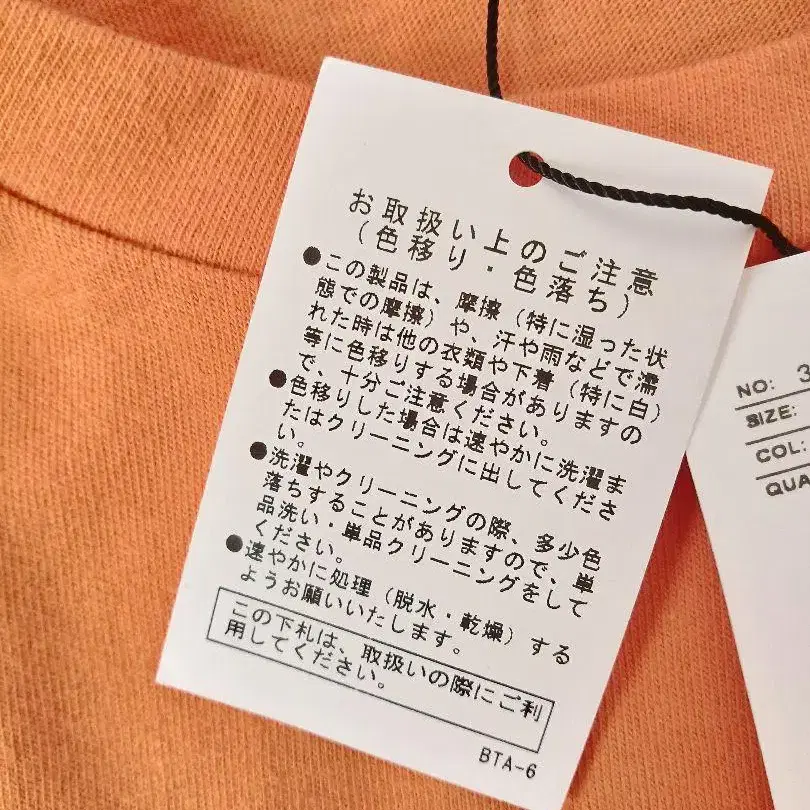 お取扱い上のご注意
(色移り・色落ち)
●この製品は、摩擦(特に湿った状
態での摩擦)や、汗や雨などで濡
れた時は他の衣類や下着(特に白)
等に色移りする場合がありますの
で、十分ご注意ください。
●色移りした場合は速やかに洗濯ま
たはクリーニングに出してくださ
い。
●洗濯やクリーニングの際、多少色
落ちすることがありますので、単
品洗い・単品クリーニングをして
ください。
●速やかに処理(脱水・乾燥)する
ようお願いいたします。
この下札は、取扱いの際にご利
用してください。
BTA-6
NO: 3
SIZE:
COL:
QUA